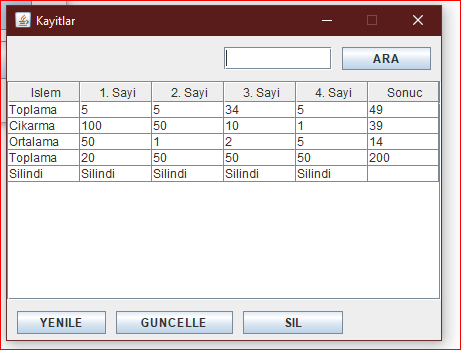 Kayitlar
ARA
Islem 1. Sayi 2. Sayi 3. Sayi 4. Sayi Sonuc
Toplama 5 5 34 5 49
Cikarma 100 50 10 1 39
Ortalama 50 1 2 5 14
Toplama 20 50 50 50 200
Silindi Silindi Silindi Silindi Silindi
YENILE GUNCELLE SIL